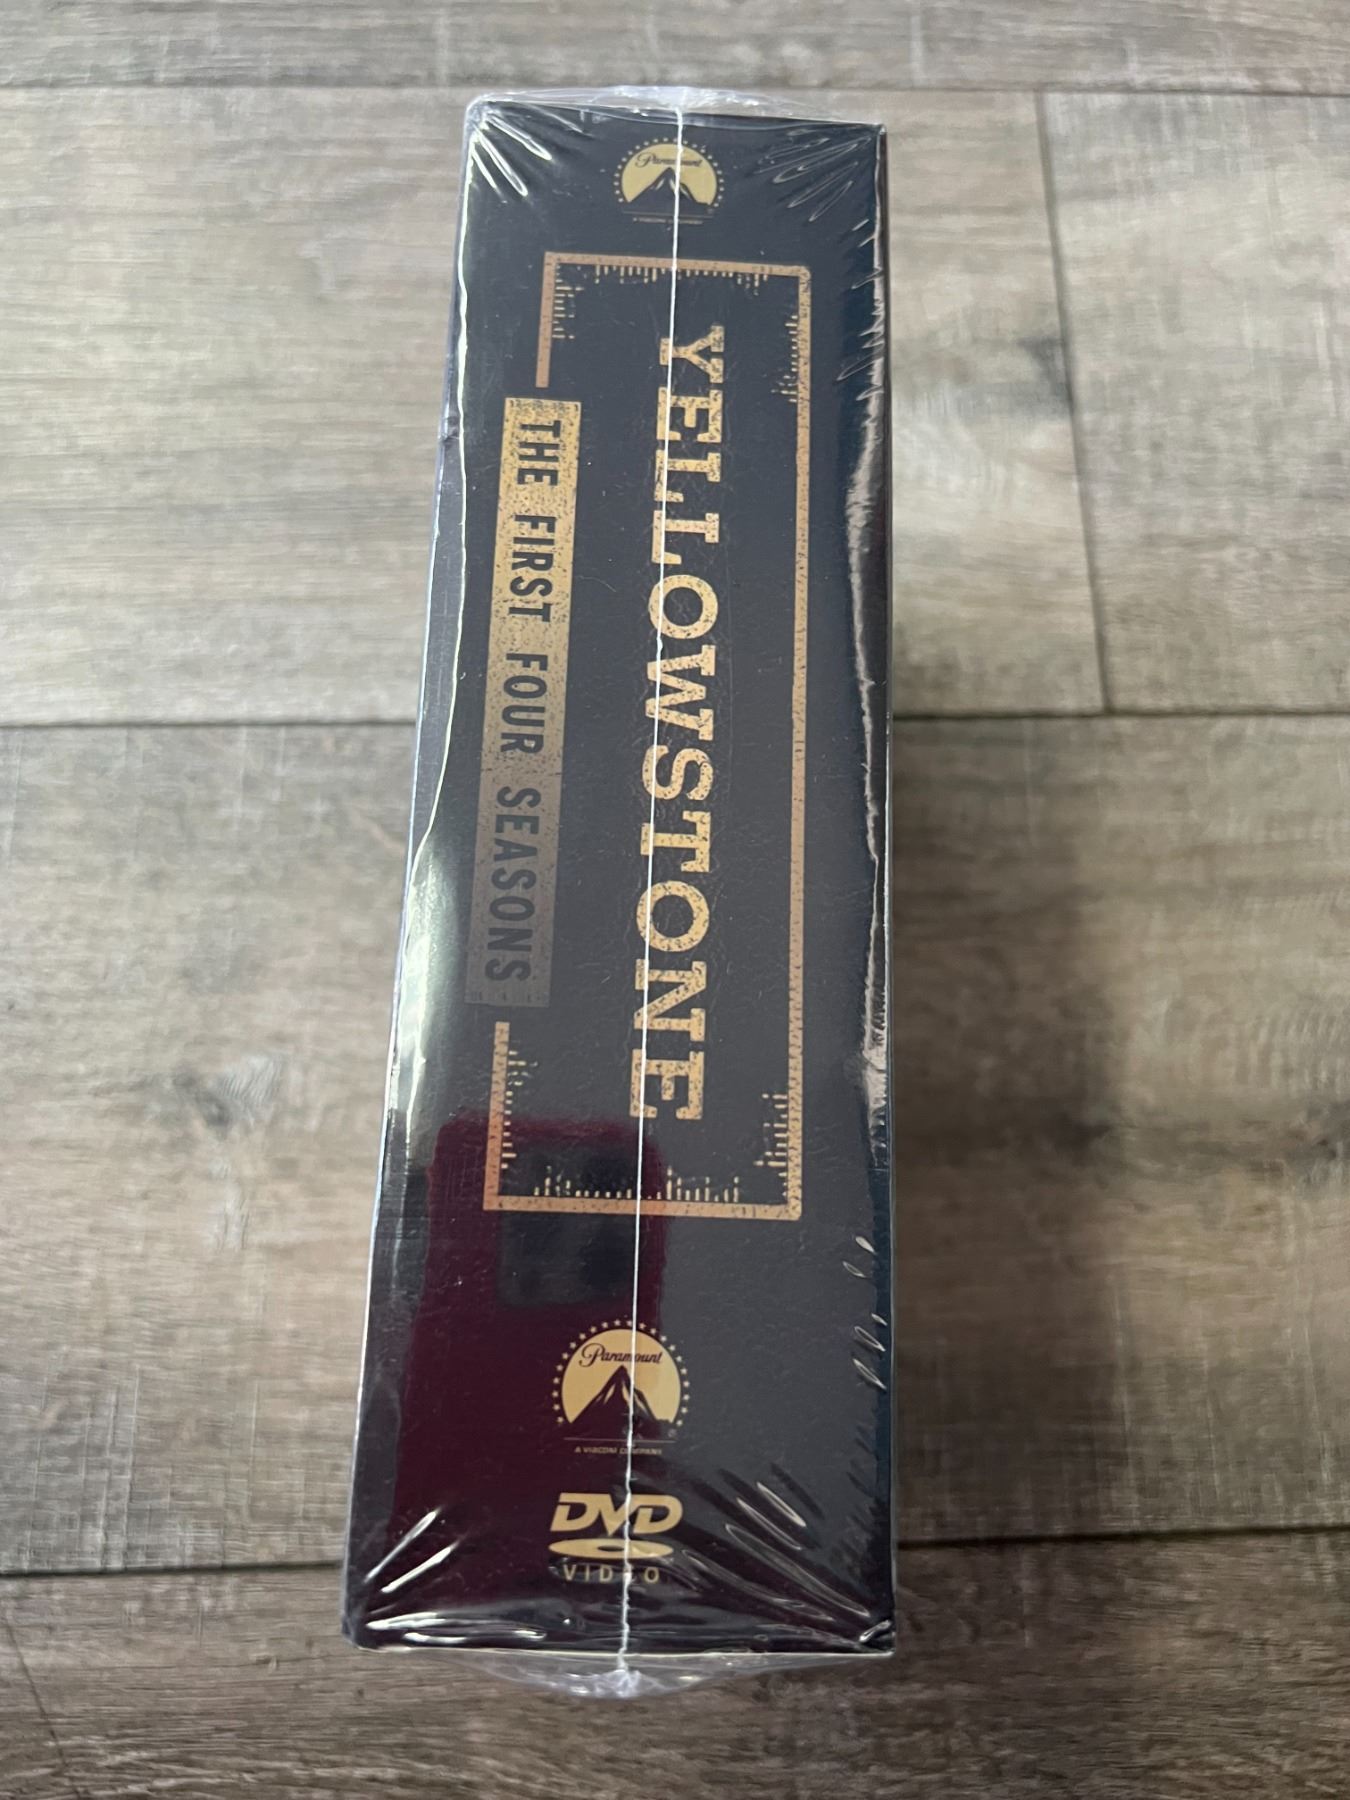 Paramount
A VIACOM COMPANY
YELLOWSTONE
THE FIRST FOUR SEASONS
Paramount
A VIACOM COMPANY
DVD
VIDEO